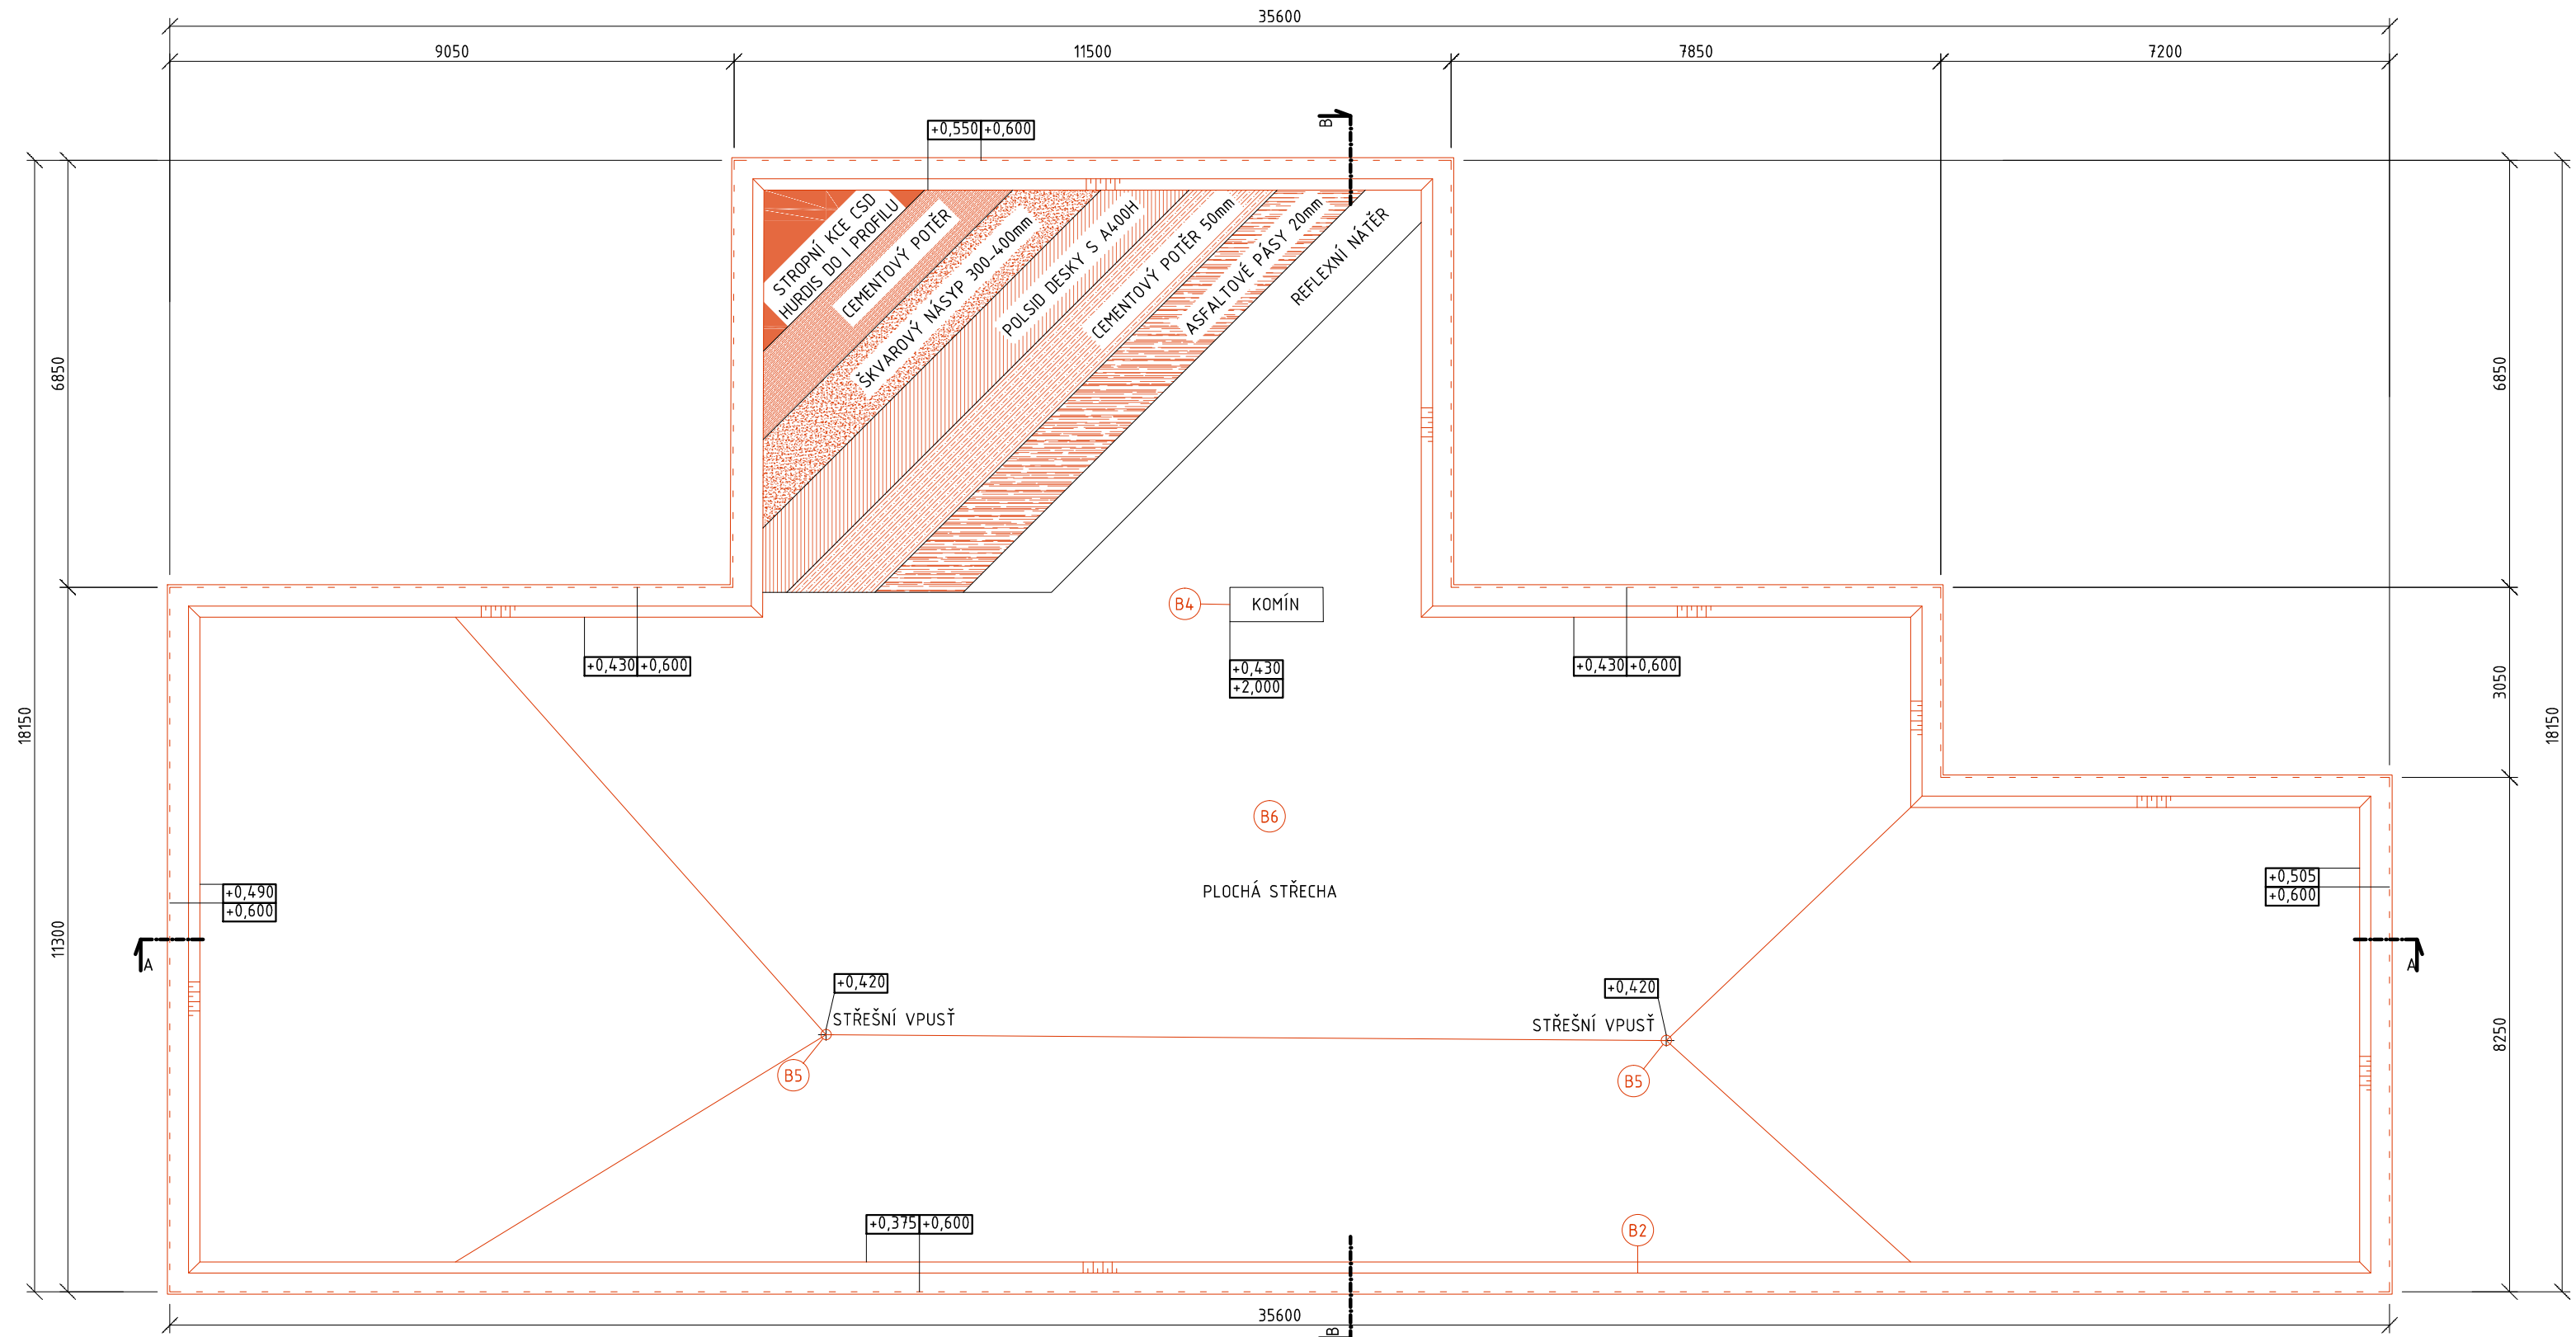 35600
9050
11500
7850
7200
+0,550 +0,600
B
STROPNÍ KCE CSD
HURDIS DO I PROFILU
CEMENTOVÝ POTĚR
ŠKVAROVÝ NÁSYP 300-400mm
POLSID DESKY S A400H
CEMENTOVÝ POTĚR 50mm
ASFALTOVÉ PÁSY 20mm
REFLEXNÍ NÁTĚR
6850
6850
B4
KOMÍN
+0,430 +0,600
+0,430
+2,000
+0,430 +0,600
3050
18150
18150
B6
PLOCHÁ STŘECHA
+0,490
+0,600
+0,505
+0,600
11300
A
A
+0,420
STŘEŠNÍ VPUSŤ
B5
+0,420
STŘEŠNÍ VPUSŤ
B5
8250
+0,375 +0,600
B2
35600
B